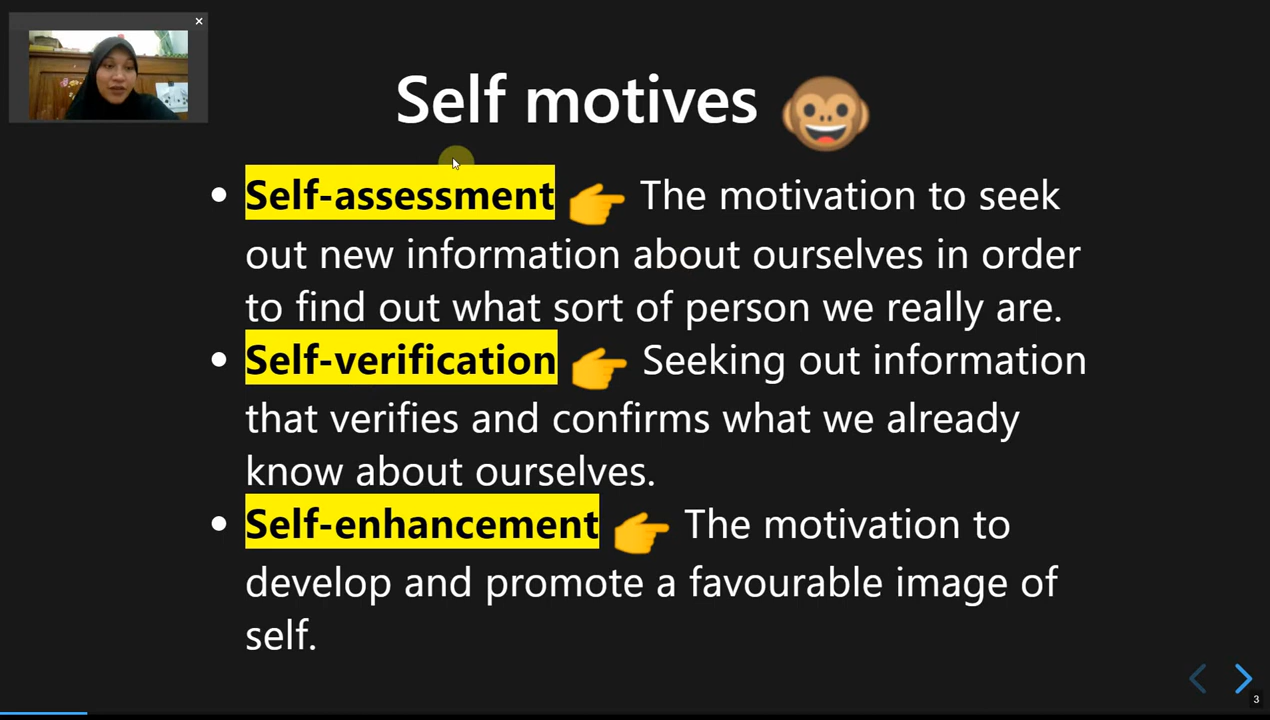 Self motives 🐵
• Self-assessment 👉 The motivation to seek
out new information about ourselves in order
to find out what sort of person we really are.
• Self-verification 👉 Seeking out information
that verifies and confirms what we already
know about ourselves.
• Self-enhancement 👉 The motivation to
develop and promote a favourable image of
self.
3